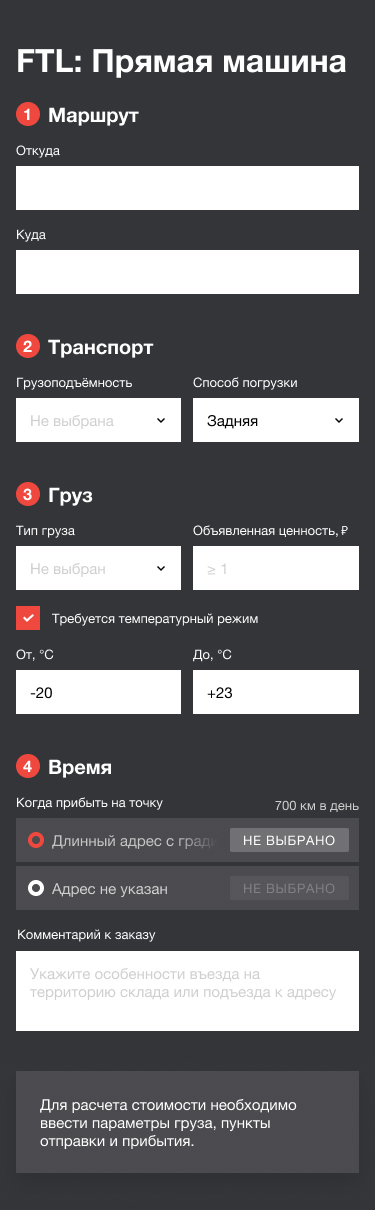 FTL: Прямая машина
1 Маршрут
Откуда
Куда
2 Транспорт
Грузоподъёмность Способ погрузки
Не выбрана Задняя
3 Груз
Тип груза Объявленная ценность, ₽
Не выбран ≥ 1
Требуется температурный режим
От, °C До, °C
-20 +23
4 Время
Когда прибыть на точку 700 км в день
Длинный адрес с гради НЕ ВЫБРАНО
Адрес не указан НЕ ВЫБРАНО
Комментарий к заказу
Укажите особенности въезда на
территорию склада или подъезда к адресу
Для расчета стоимости необходимо
ввести параметры груза, пункты
отправки и прибытия.